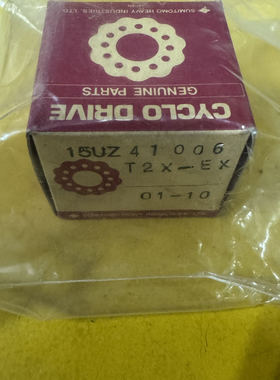 SUMITOMO HEAVY INDUSTRIES, LTD.
CYCLO DRIVE
GENUINE PARTS
15UZ 41006
T2X-EX
01-10